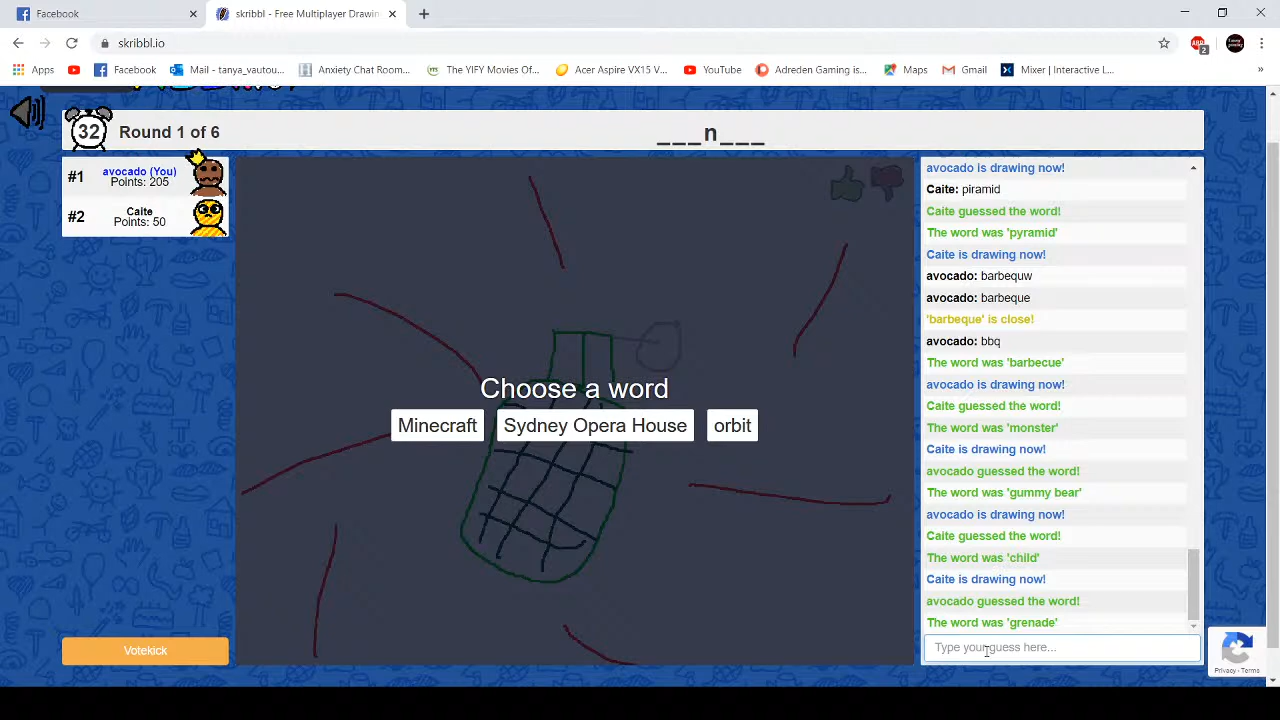 Facebook
skribbl - Free Multiplayer Drawin
skribbl.io
ABP
2
Apps
Facebook
Mail - tanya_vautou...
Anxiety Chat Room...
The YIFY Movies Of...
Acer Aspire VX15 V...
YouTube
Adredan Gaming is...
Maps
Gmail
Mixer | Interactive L...
»
32
Round 1 of 6
___n___
#1
avocado (You)
Points: 205
#2
Caite
Points: 50
Choose a word
Minecraft
Sydney Opera House
orbit
Votekick
avocado is drawing now!
Caite: piramid
Caite guessed the word!
The word was 'pyramid'
Caite is drawing now!
avocado: barbequw
avocado: barbeque
'barbeque' is close!
avocado: bbq
The word was 'barbecue'
avocado is drawing now!
Caite guessed the word!
The word was 'monster'
Caite is drawing now!
avocado guessed the word!
The word was 'gummy bear'
avocado is drawing now!
Caite guessed the word!
The word was 'child'
Caite is drawing now!
avocado guessed the word!
The word was 'grenade'
Type your guess here...
Privacy - Terms